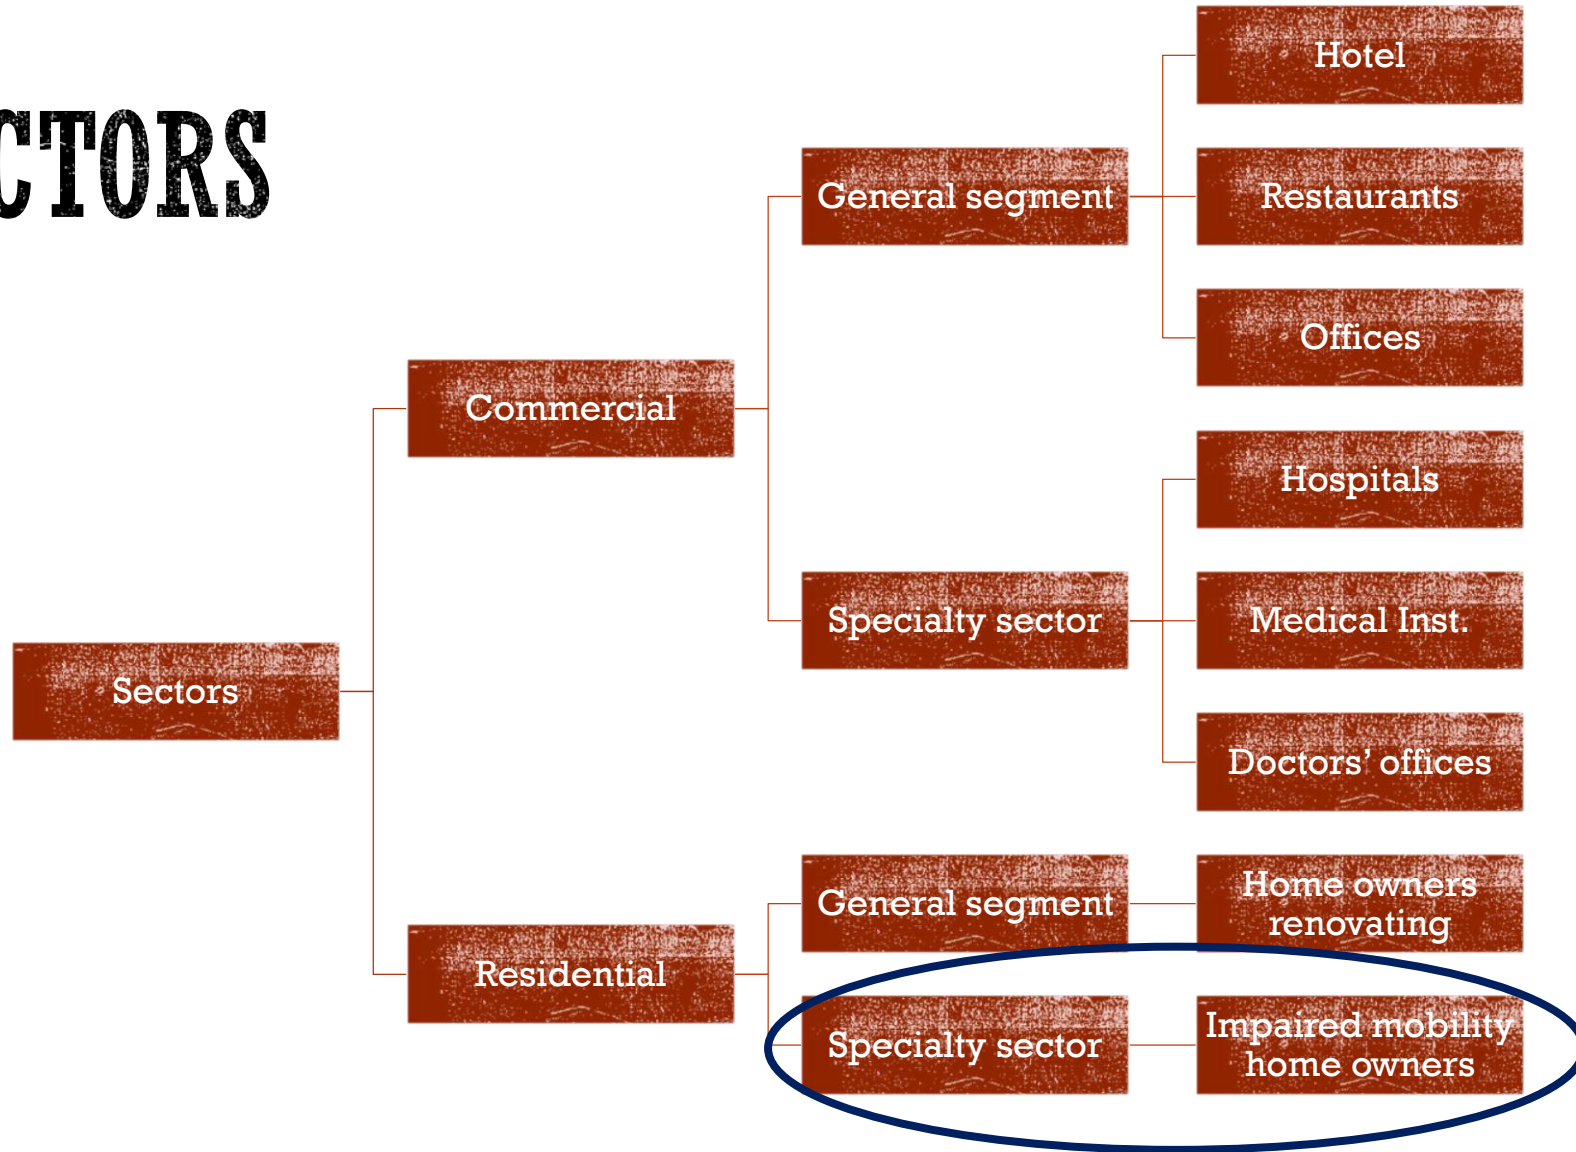 CTORS
Hotel
General segment
Restaurants
Offices
Commercial
Hospitals
Specialty sector
Medical Inst.
Sectors
Doctors’ offices
General segment
Home owners
renovating
Residential
Specialty sector
Impaired mobility
home owners